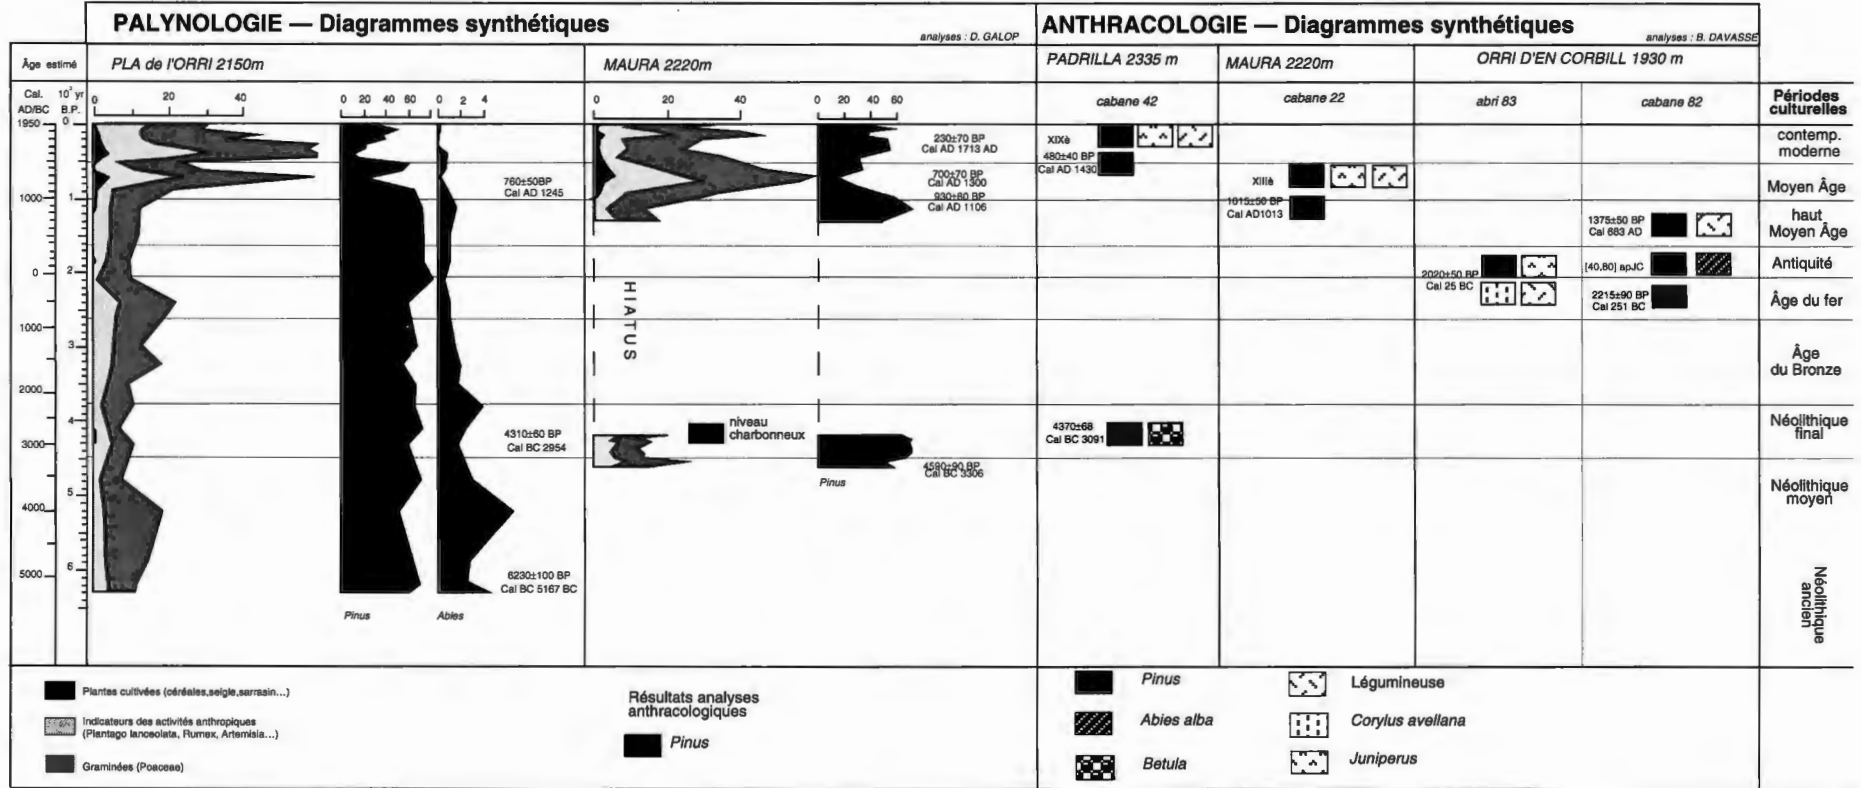 PALYNOLOGIE — Diagrammes synthétiques
analyses : D. GALOP
ANTHRACOLOGIE — Diagrammes synthétiques
analyses : B. DAVASSE
Âge estimé
PLA de l'ORRI 2150m
MAURA 2220m
PADRILLA 2335 m
MAURA 2220m
ORRI D'EN CORBILL 1930 m
cabane 42
cabane 22
abri 83
cabane 82
Périodes
culturelles
Cal.
AD/BC
10³ yr
B.P.
0 20 40
0 20 40 60
0 2 4
0 20 40
0 20 40 60
1950
1000
0
1000
2000
3000
4000
5000
0
1
2
3
4
5
6
760±50BP
Cal AD 1245
4310±60 BP
Cal BC 2954
6230±100 BP
Cal BC 5167 BC
Pinus
Abies
230±70 BP
Cal AD 1713 AD
700±70 BP
Cal AD 1300
930±80 BP
Cal AD 1106
HIATUS
niveau
charbonneux
4590±90 BP
Cal BC 3306
Pinus
XIXè
480±40 BP
Cal AD 1430
4370±68
Cal BC 3091
XIIIè
1015±50 BP
Cal AD1013
2020±50 BP
Cal 25 BC
1375±50 BP
Cal 683 AD
[40,80] apJC
2215±90 BP
Cal 251 BC
contemp.
moderne
Moyen Âge
haut
Moyen Âge
Antiquité
Âge du fer
Âge
du Bronze
Néolithique
final
Néolithique
moyen
Néolithique
ancien
Plantes cultivées (céréales,seigle,sarrasin...)
Indicateurs des activités anthropiques
(Plantago lanceolata, Rumex, Artemisia...)
Graminées (Poaceae)
Résultats analyses
anthracologiques
Pinus
Pinus
Abies alba
Betula
Légumineuse
Corylus avellana
Juniperus